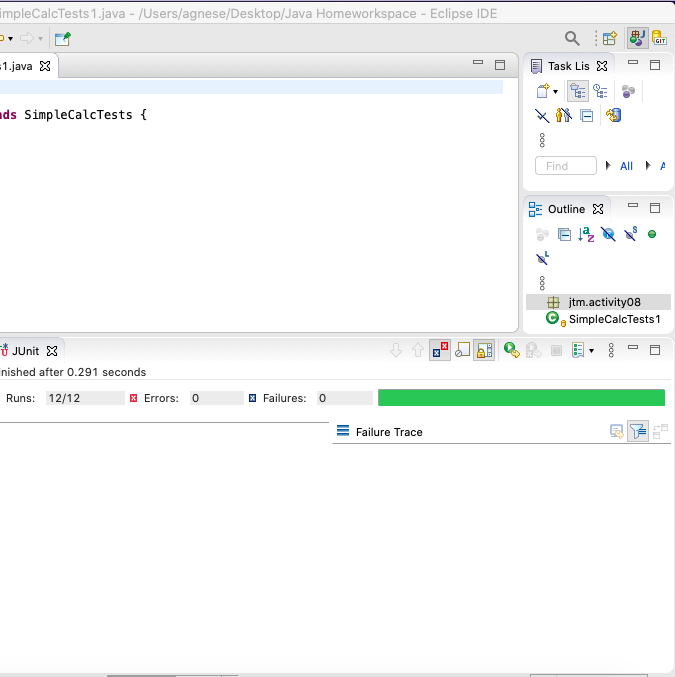 impleCalcTests1.java - /Users/agnese/Desktop/Java Homeworkspace - Eclipse IDE
s1.java
Task Lis
nds SimpleCalcTests {
Find
All
A
Outline
jtm.activity08
SimpleCalcTests1
JUnit
inished after 0.291 seconds
Runs: 12/12 Errors: 0 Failures: 0
Failure Trace